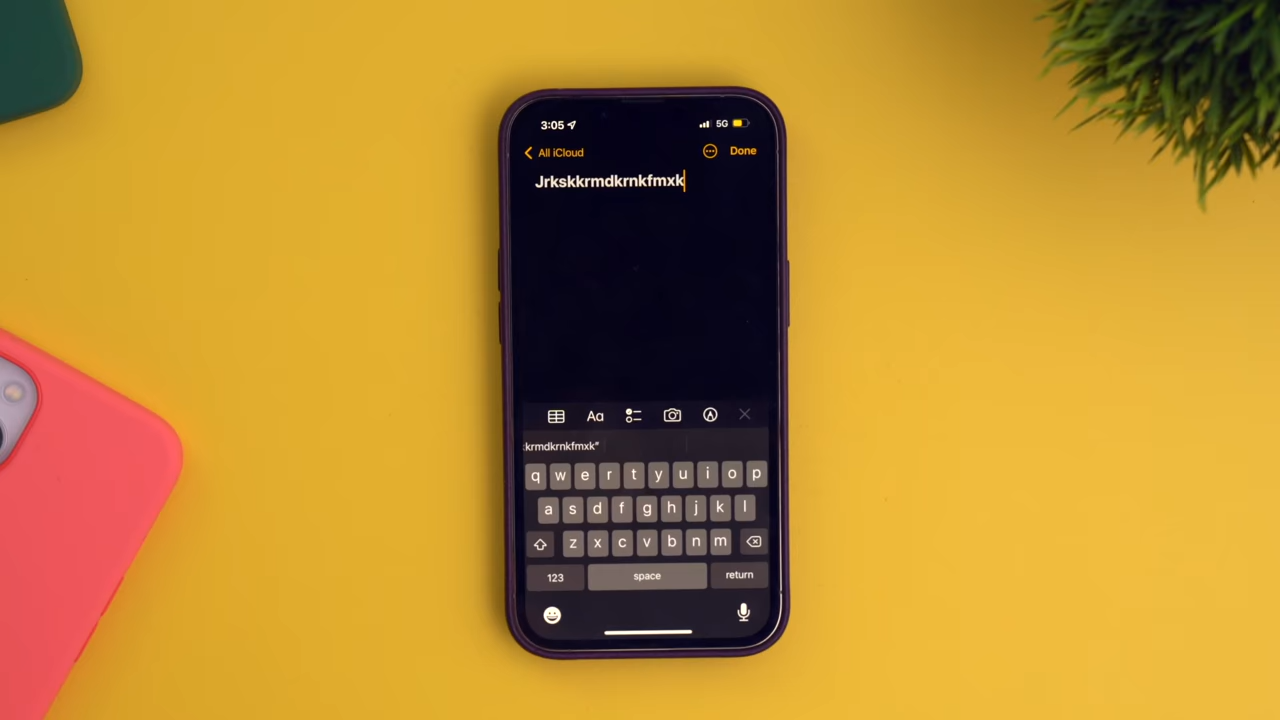 3:05 5G
All iCloud Done
Jrkskkrmdkrnkfmxk
Aa
krmdkrnkfmxk"
q w e r t y u i o p
a s d f g h j k l
z x c v b n m
123 space return